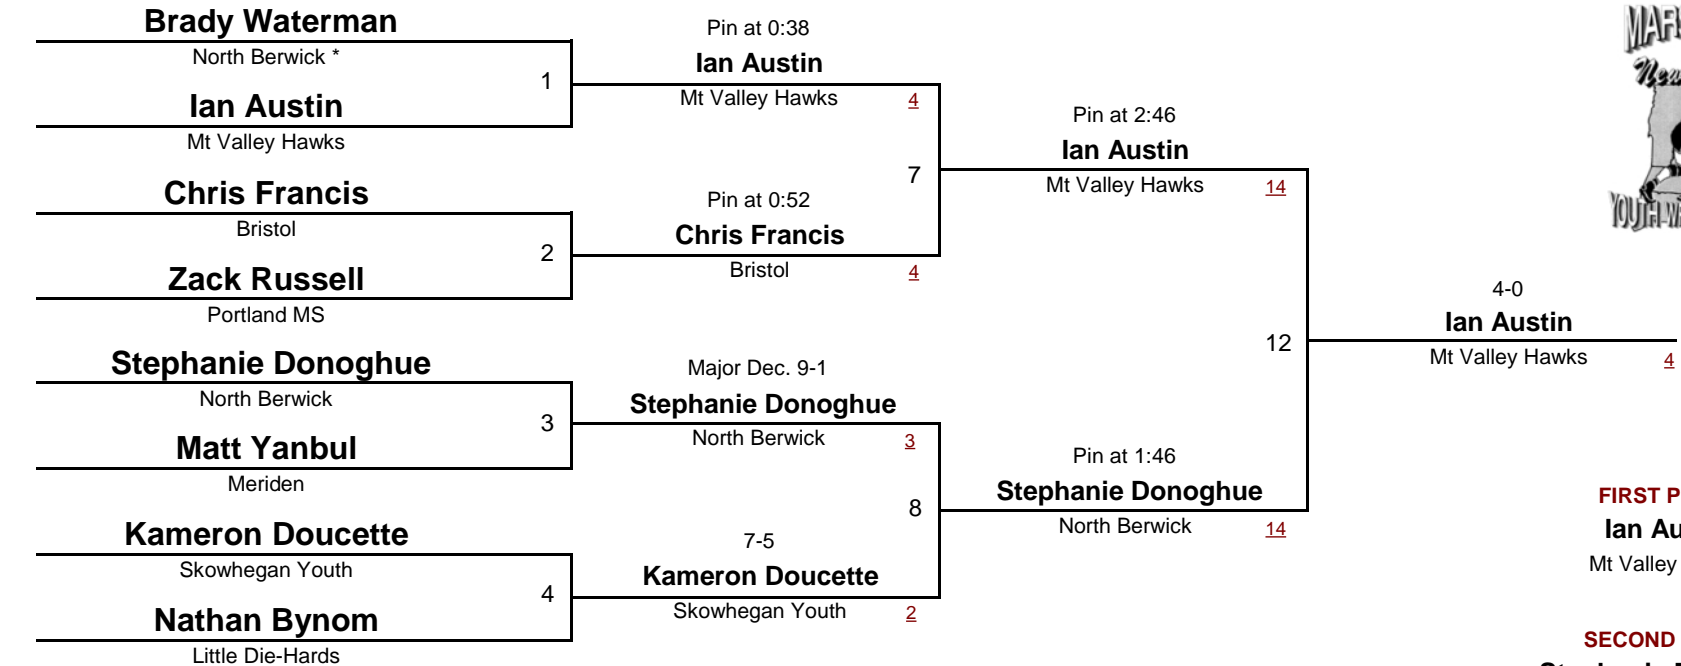 Brady Waterman
North Berwick *
1
Ian Austin
Mt Valley Hawks
Chris Francis
Bristol
2
Zack Russell
Portland MS
Stephanie Donoghue
North Berwick
3
Matt Yanbul
Meriden
Kameron Doucette
Skowhegan Youth
4
Nathan Bynom
Little Die-Hards
Pin at 0:38
Ian Austin
Mt Valley Hawks 4
7
Pin at 0:52
Chris Francis
Bristol 4
Major Dec. 9-1
Stephanie Donoghue
North Berwick 3
8
7-5
Kameron Doucette
Skowhegan Youth 2
Pin at 2:46
Ian Austin
Mt Valley Hawks 14
12
Pin at 1:46
Stephanie Donoghue
North Berwick 14
4-0
Ian Austin
Mt Valley Hawks 4
FIRST P
Ian Au
Mt Valley
SECOND